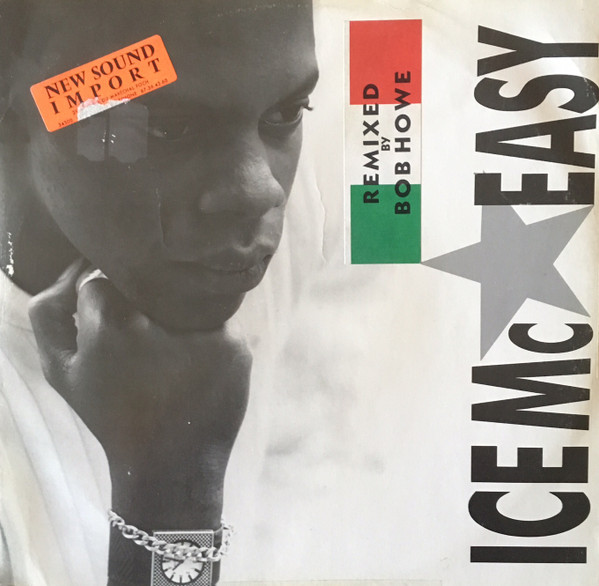 NEW SOUND
IMPORT
REMIXED
BY
BOB HOWE
ICE Mc EASY